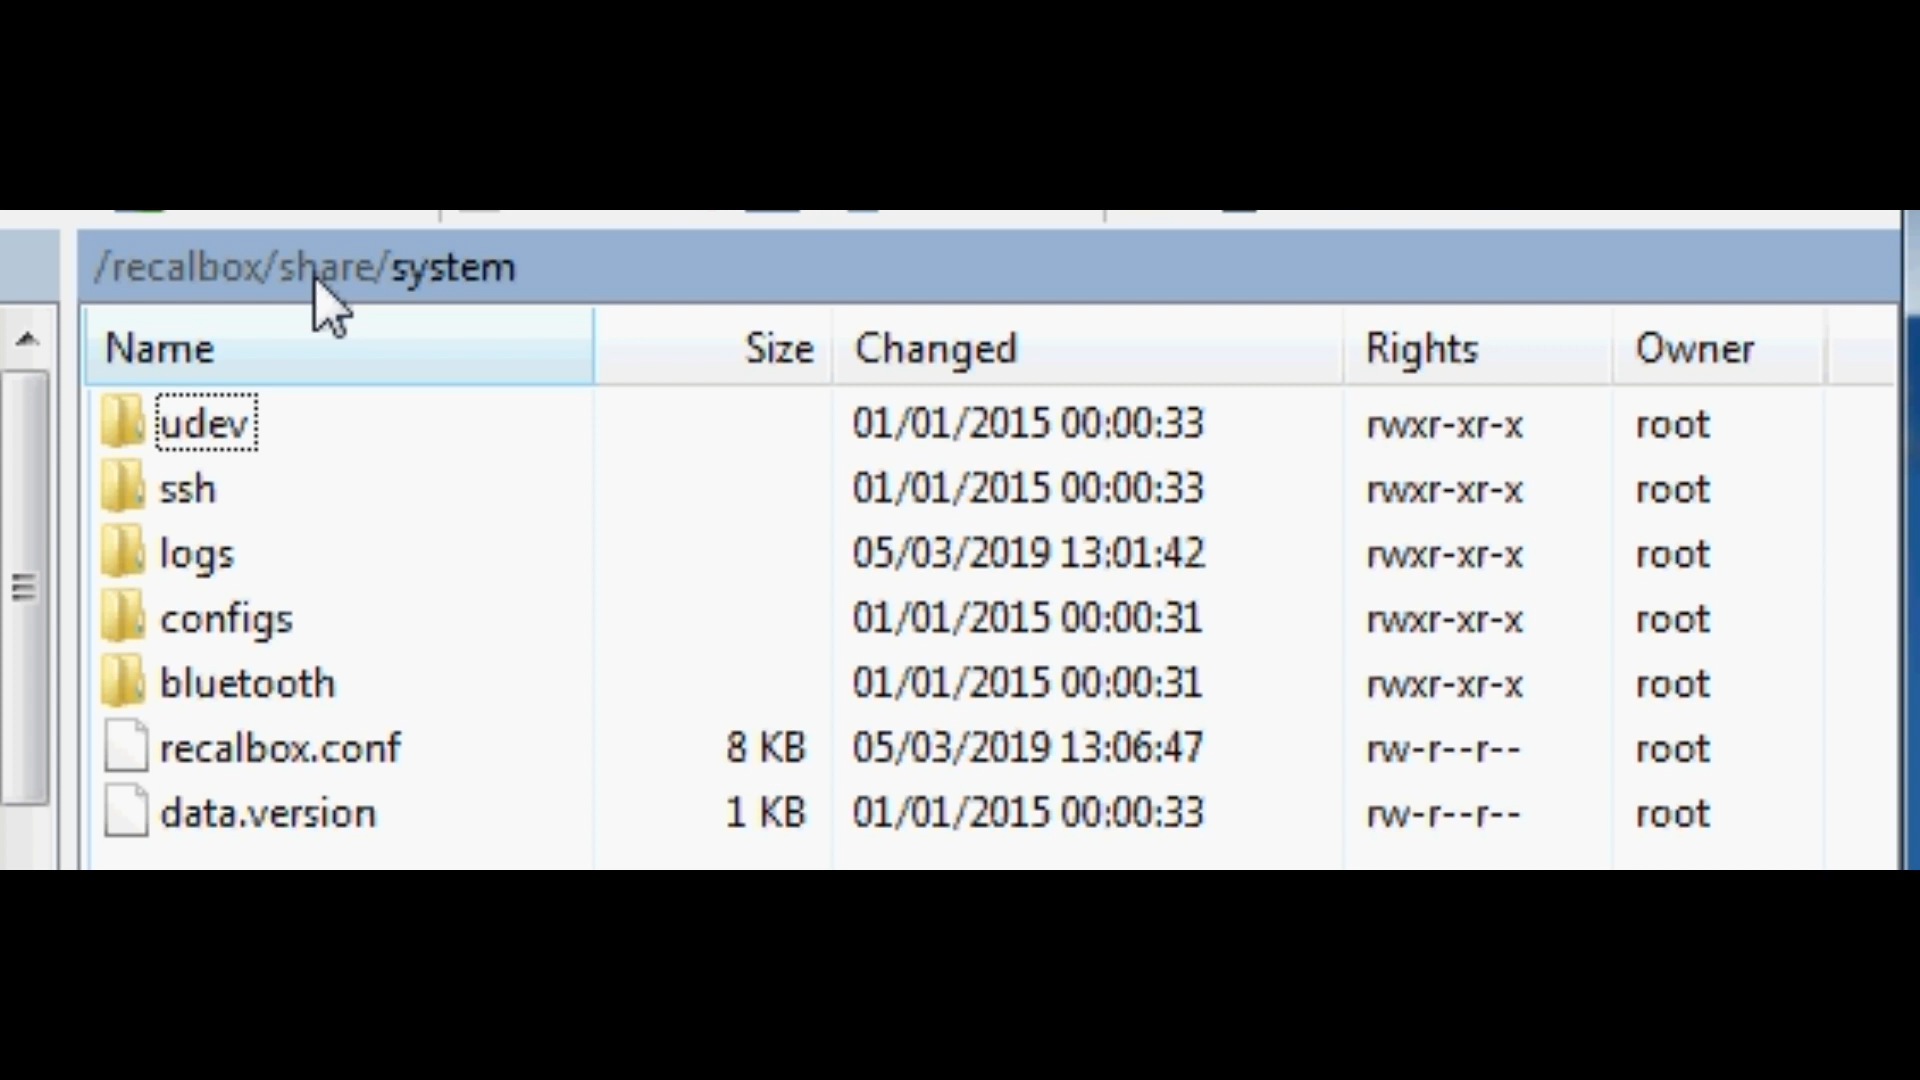 /recalbox/share/system
Name Size Changed Rights Owner
udev 01/01/2015 00:00:33 rwxr-xr-x root
ssh 01/01/2015 00:00:33 rwxr-xr-x root
logs 05/03/2019 13:01:42 rwxr-xr-x root
configs 01/01/2015 00:00:31 rwxr-xr-x root
bluetooth 01/01/2015 00:00:31 rwxr-xr-x root
recalbox.conf 8 KB 05/03/2019 13:06:47 rw-r--r-- root
data.version 1 KB 01/01/2015 00:00:33 rw-r--r-- root